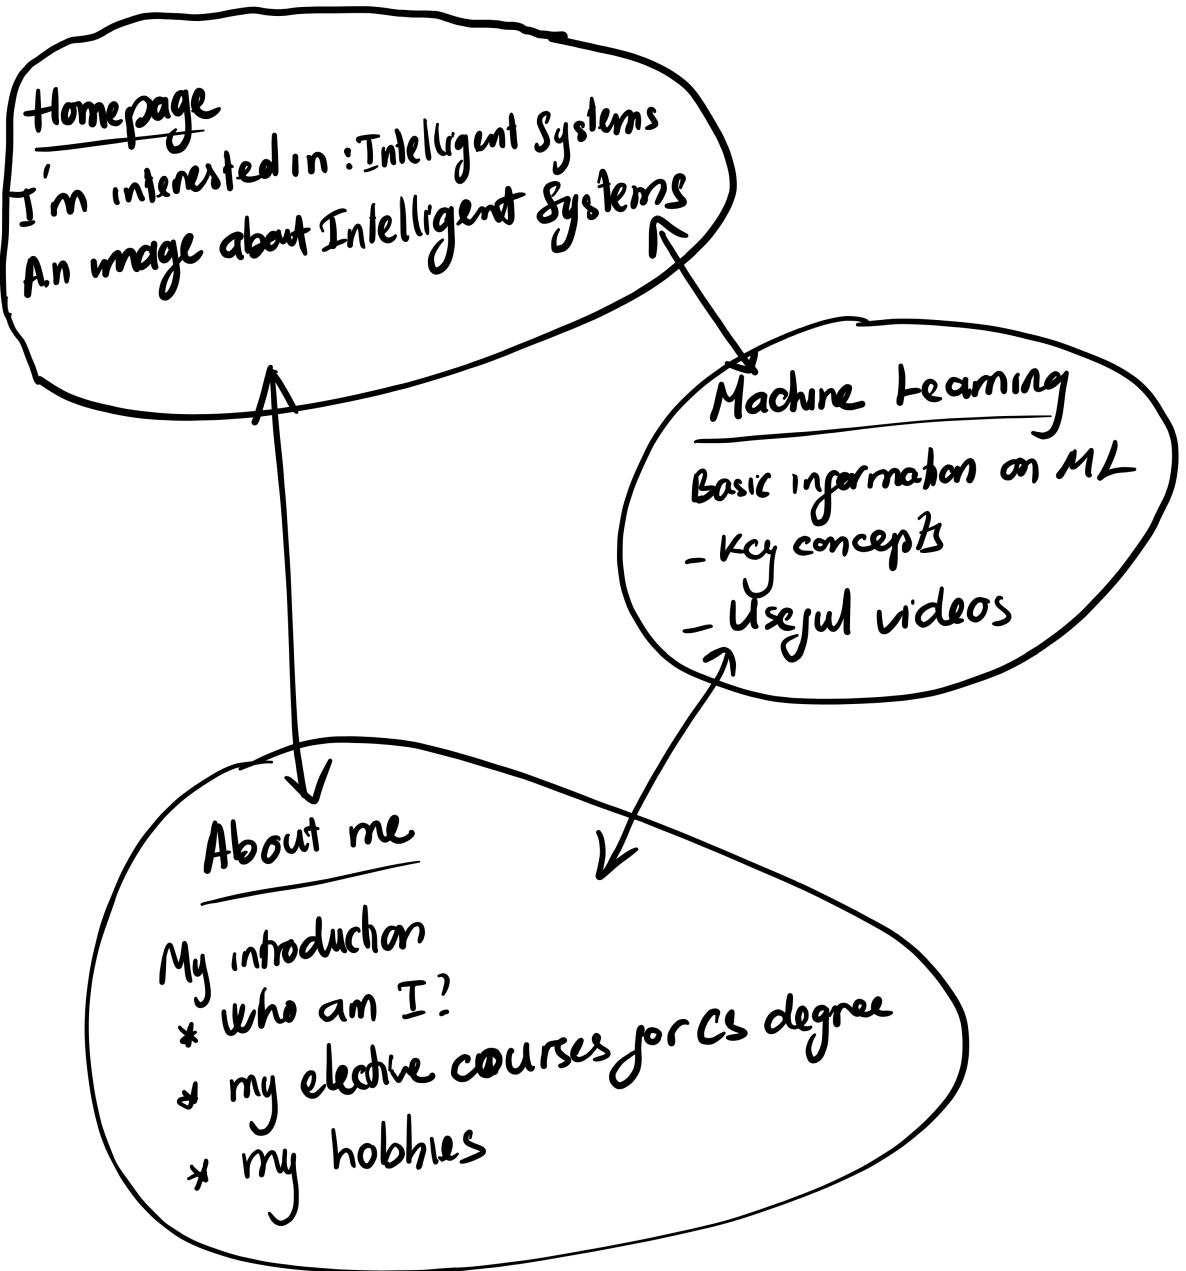 Homepage
I'm interested in : Intelligent Systems
An image about Intelligent Systems
Machine Learning
Basic information on ML
- Key concepts
- Useful videos
About me
My introduction
* Who am I?
* my elective courses for CS degree
* my hobbies